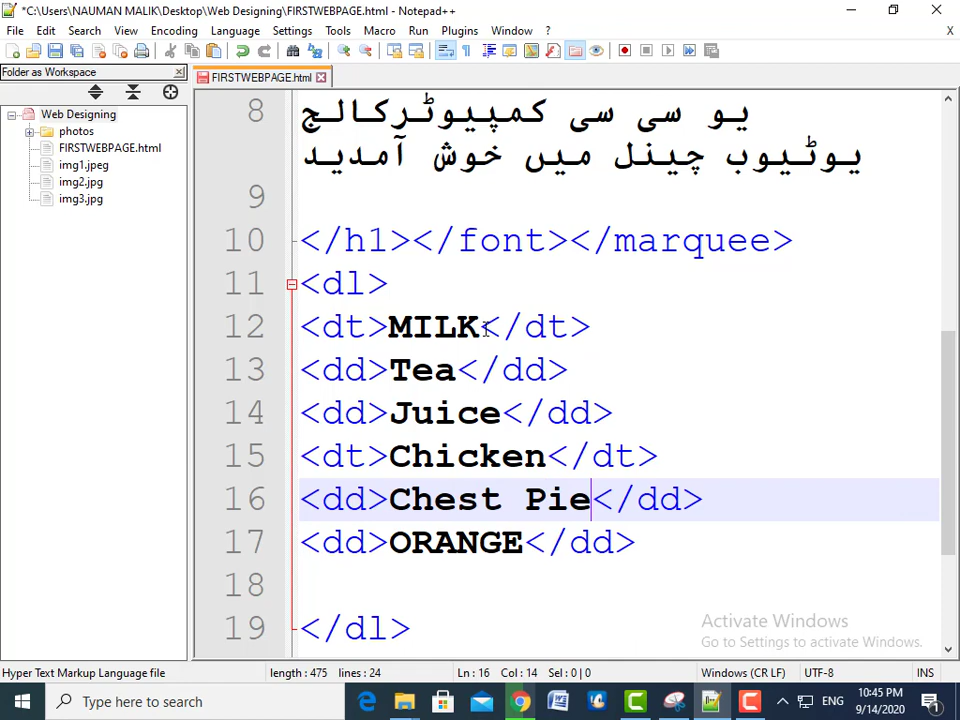 *C:\Users\NAUMAN MALIK\Desktop\Web Designing\FIRSTWEBPAGE.html - Notepad++
File Edit Search View Encoding Language Settings Tools Macro Run Plugins Window ? X
Folder as Workspace
FIRSTWEBPAGE.html
Web Designing
photos
FIRSTWEBPAGE.html
img1.jpeg
img2.jpg
img3.jpg
8 یو سی سی کمپیوٹرکالج
یوٹیوب چینل میں خوش آمدید
9
10 </h1></font></marquee>
11 <dl>
12 <dt>MILK</dt>
13 <dd>Tea</dd>
14 <dd>Juice</dd>
15 <dt>Chicken</dt>
16 <dd>Chest Pie</dd>
17 <dd>ORANGE</dd>
18
19 </dl>
Activate Windows
Go to Settings to activate Windows.
Hyper Text Markup Language file length : 475 lines : 24 Ln : 16 Col : 14 Sel : 0 | 0 Windows (CR LF) UTF-8 INS
Type here to search
ENG
10:45 PM
9/14/2020
1